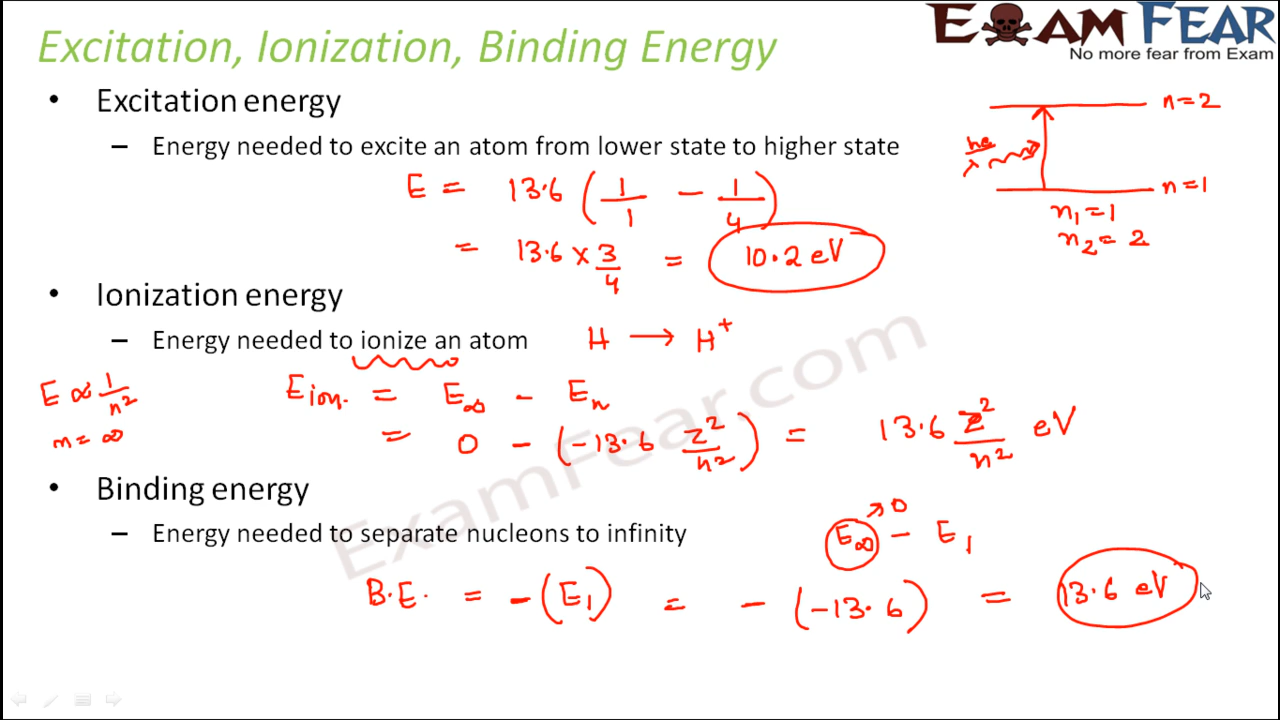 Excitation, Ionization, Binding Energy
EXAM FEAR
No more fear from Exam
• Excitation energy
– Energy needed to excite an atom from lower state to higher state
n=2
hc/λ
n=1
n₁=1
n₂=2
E = 13.6 (1/1 − 1/4)
= 13.6 × 3/4 = 10.2 eV
• Ionization energy
– Energy needed to ionize an atom H → H⁺
E ∝ 1/n²
n = ∞
Eion. = E∞ − En
= 0 − (−13.6 Z²/n²) = 13.6 Z²/n² eV
• Binding energy
– Energy needed to separate nucleons to infinity
E∞ → 0 − E₁
B.E. = −(E₁) = −(−13.6) = 13.6 eV
ExamFear.com